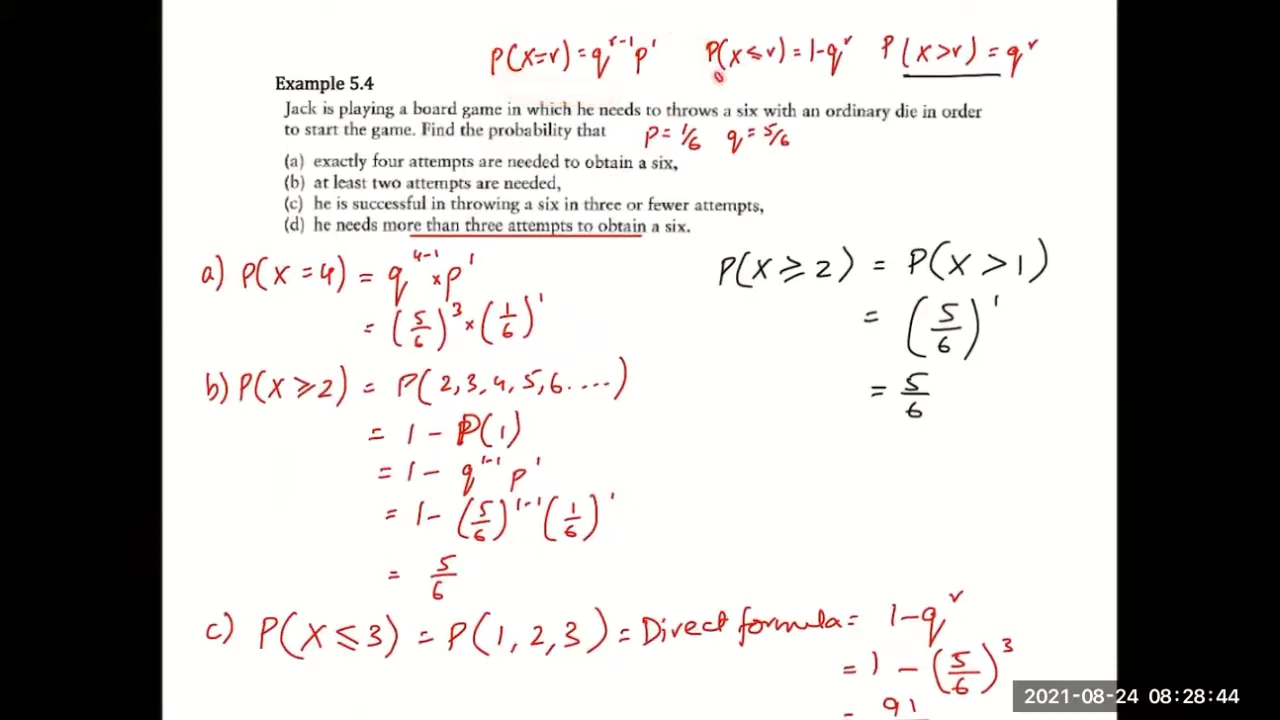 P(X=r) = q^(r-1) p^1   P(X≤r) = 1-q^r   P(X>r) = q^r
Example 5.4
Jack is playing a board game in which he needs to throws a six with an ordinary die in order
to start the game. Find the probability that   p = 1/6   q = 5/6
(a) exactly four attempts are needed to obtain a six,
(b) at least two attempts are needed,
(c) he is successful in throwing a six in three or fewer attempts,
(d) he needs more than three attempts to obtain a six.
a) P(X=4) = q^(4-1) × p^1
= (5/6)^3 × (1/6)^1
b) P(X≥2) = P(2,3,4,5,6....)
= 1 - P(1)
= 1 - q^(1-1) p^1
= 1 - (5/6)^(1-1) (1/6)^1
= 5/6
P(X≥2) = P(X>1)
= (5/6)^1
= 5/6
c) P(X≤3) = P(1,2,3) = Direct formula = 1-q^r
= 1 - (5/6)^3
= 91
2021-08-24 08:28:44